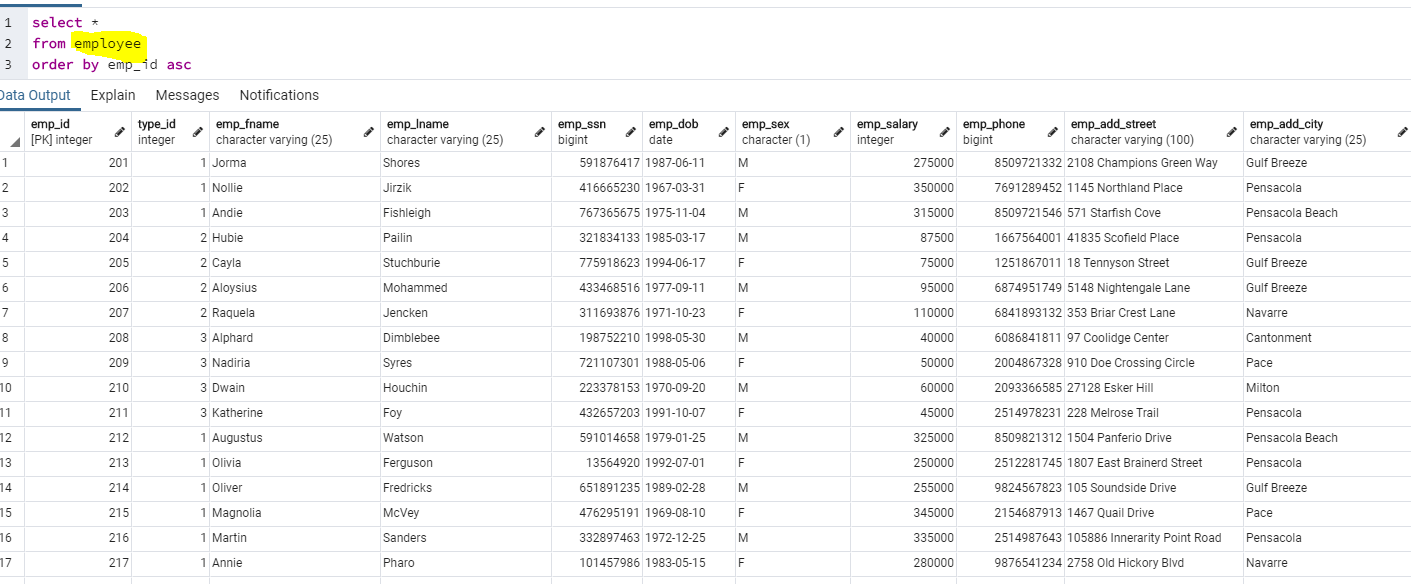 1 select *
2 from employee
3 order by emp_id asc
Data Output Explain Messages Notifications
emp_id type_id emp_fname emp_lname emp_ssn emp_dob emp_sex emp_salary emp_phone emp_add_street emp_add_city
[PK] integer integer character varying (25) character varying (25) bigint date character (1) integer bigint character varying (100) character varying (25)
1 201 1 Jorma Shores 591876417 1987-06-11 M 275000 8509721332 2108 Champions Green Way Gulf Breeze
2 202 1 Nollie Jirzik 416665230 1967-03-31 F 350000 7691289452 1145 Northland Place Pensacola
3 203 1 Andie Fishleigh 767365675 1975-11-04 M 315000 8509721546 571 Starfish Cove Pensacola Beach
4 204 2 Hubie Pailin 321834133 1985-03-17 M 87500 1667564001 41835 Scofield Place Pensacola
5 205 2 Cayla Stuchburie 775918623 1994-06-17 F 75000 1251867011 18 Tennyson Street Gulf Breeze
6 206 2 Aloysius Mohammed 433468516 1977-09-11 M 95000 6874951749 5148 Nightengale Lane Gulf Breeze
7 207 2 Raquela Jencken 311693876 1971-10-23 F 110000 6841893132 353 Briar Crest Lane Navarre
8 208 3 Alphard Dimblebee 198752210 1998-05-30 M 40000 6086841811 97 Coolidge Center Cantonment
9 209 3 Nadiria Syres 721107301 1988-05-06 F 50000 2004867328 910 Doe Crossing Circle Pace
10 210 3 Dwain Houchin 223378153 1970-09-20 M 60000 2093366585 27128 Esker Hill Milton
11 211 3 Katherine Foy 432657203 1991-10-07 F 45000 2514978231 228 Melrose Trail Pensacola
12 212 1 Augustus Watson 591014658 1979-01-25 M 325000 8509821312 1504 Panferio Drive Pensacola Beach
13 213 1 Olivia Ferguson 13564920 1992-07-01 F 250000 2512281745 1807 East Brainerd Street Pensacola
14 214 1 Oliver Fredricks 651891235 1989-02-28 M 255000 9824567823 105 Soundside Drive Gulf Breeze
15 215 1 Magnolia McVey 476295191 1969-08-10 F 345000 2154687913 1467 Quail Drive Pace
16 216 1 Martin Sanders 332897463 1972-12-25 M 335000 2514987643 105886 Innerarity Point Road Pensacola
17 217 1 Annie Pharo 101457986 1983-05-15 F 280000 9876541234 2758 Old Hickory Blvd Navarre